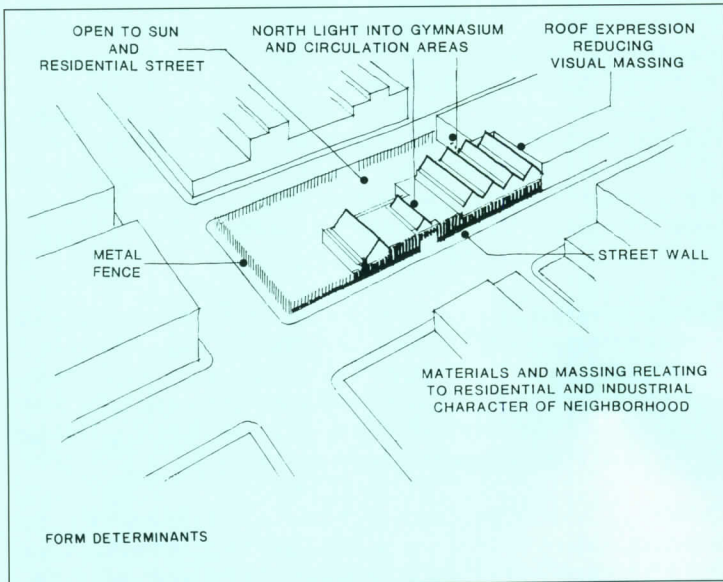 OPEN TO SUN
AND
RESIDENTIAL STREET
NORTH LIGHT INTO GYMNASIUM
AND CIRCULATION AREAS
ROOF EXPRESSION
REDUCING
VISUAL MASSING
METAL
FENCE
STREET WALL
MATERIALS AND MASSING RELATING
TO RESIDENTIAL AND INDUSTRIAL
CHARACTER OF NEIGHBORHOOD
FORM DETERMINANTS